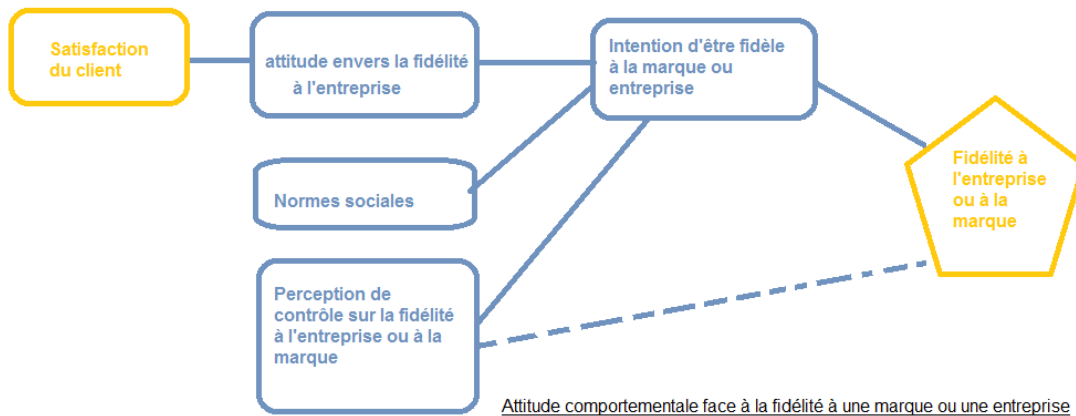 Satisfaction
du client
attitude envers la fidélité
à l'entreprise
Intention d'être fidèle
à la marque ou
entreprise
Normes sociales
Perception de
contrôle sur la fidélité
à l'entreprise ou à la
marque
Fidélité à
l'entreprise
ou à la
marque
Attitude comportementale face à la fidélité à une marque ou une entreprise